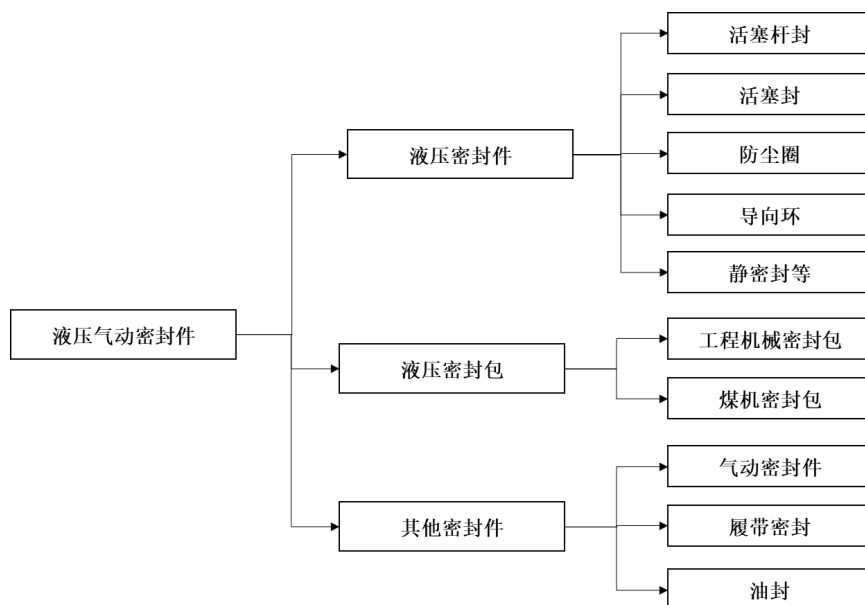 液压气动密封件
液压密封件
活塞杆封
活塞封
防尘圈
导向环
静密封等
液压密封包
工程机械密封包
煤机密封包
其他密封件
气动密封件
履带密封
油封